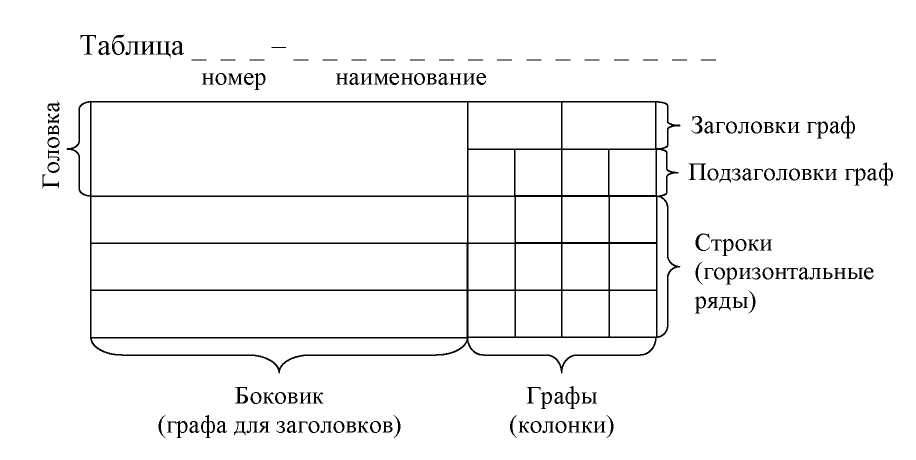 Таблица _ _ _ – _ _ _ _ _ _ _ _ _ _ _ _ _ _ _
номер наименование
Головка
Заголовки граф
Подзаголовки граф
Строки
(горизонтальные
ряды)
Боковик
(графа для заголовков)
Графы
(колонки)